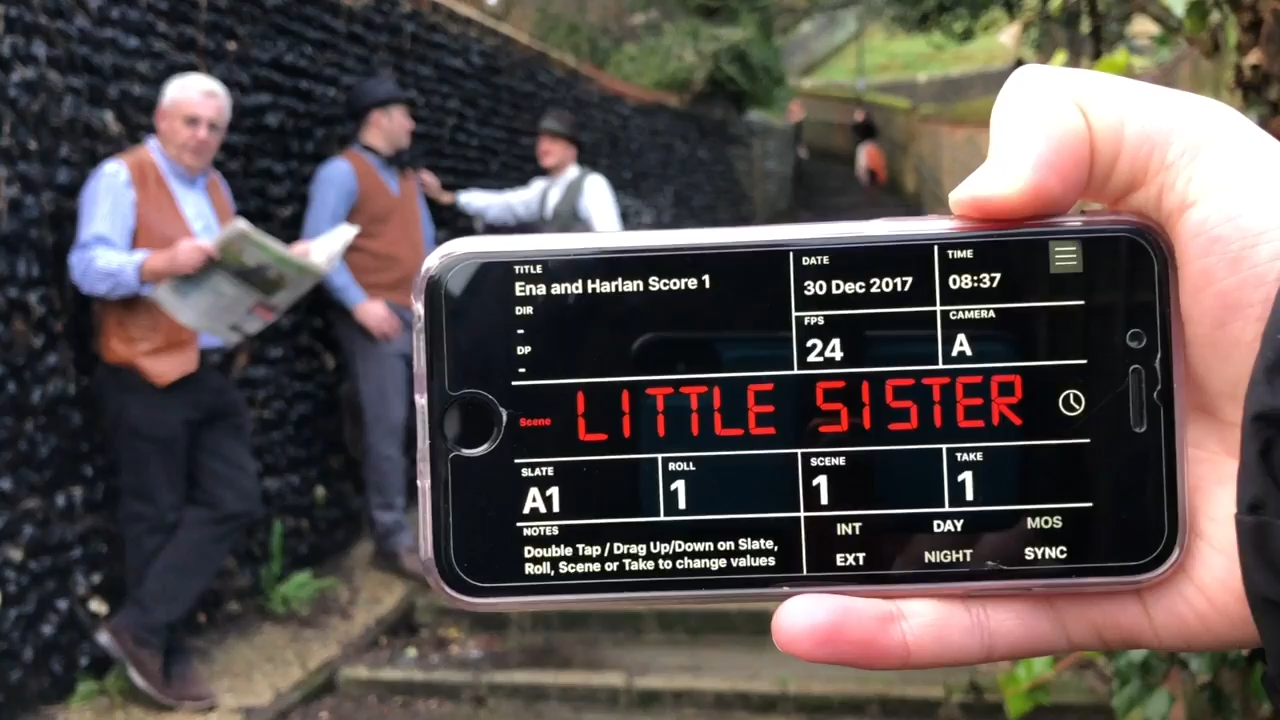 TITLE
Ena and Harlan Score 1
DIR
-
DP
-
DATE
30 Dec 2017
TIME
08:37
FPS
24
CAMERA
A
Scene
LITTLE SISTER
SLATE
A1
ROLL
1
SCENE
1
TAKE
1
NOTES
Double Tap / Drag Up/Down on Slate,
Roll, Scene or Take to change values
INT DAY MOS
EXT NIGHT SYNC